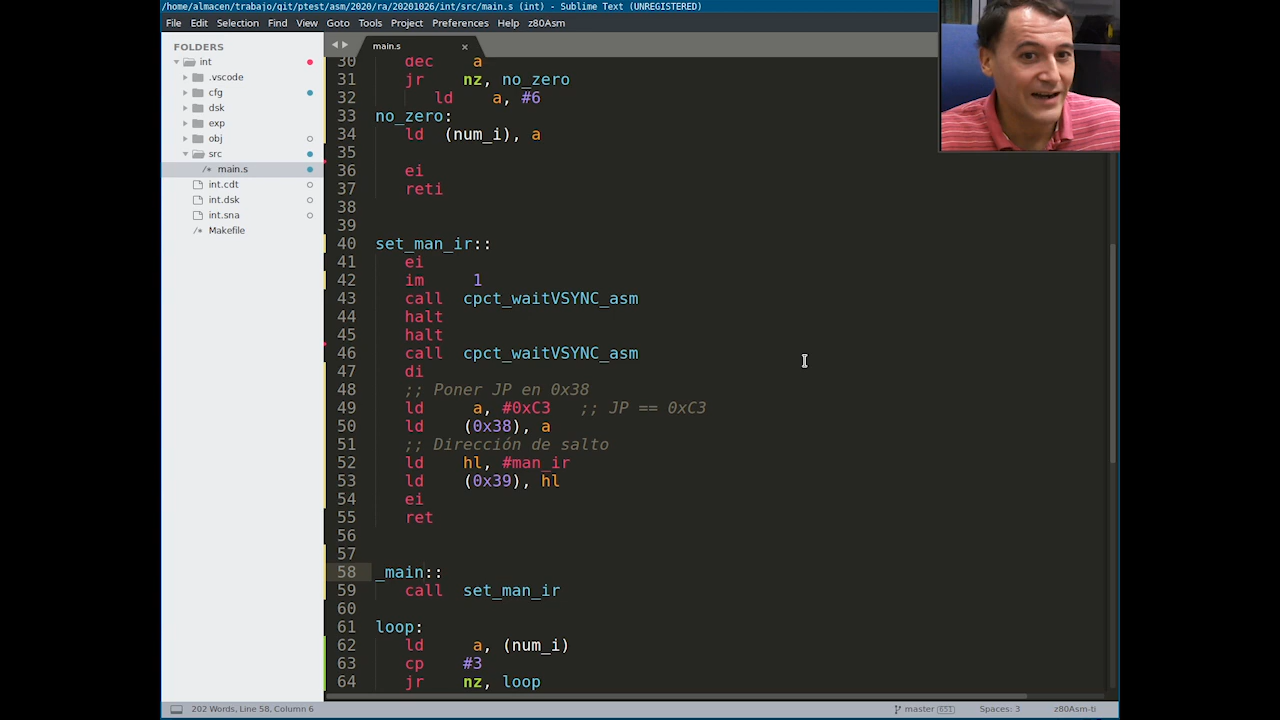 /home/almacen/trabajo/git/ptest/asm/2020/ra/20201026/int/src/main.s (int) - Sublime Text (UNREGISTERED)
File Edit Selection Find View Goto Tools Project Preferences Help z80Asm
FOLDERS
int
.vscode
cfg
dsk
exp
obj
src
/* main.s
int.cdt
int.dsk
int.sna
/* Makefile
main.s ×
30 dec a
31 jr nz, no_zero
32 ld a, #6
33 no_zero:
34 ld (num_i), a
35
36 ei
37 reti
38
39
40 set_man_ir::
41 ei
42 im 1
43 call cpct_waitVSYNC_asm
44 halt
45 halt
46 call cpct_waitVSYNC_asm
47 di
48 ;; Poner JP en 0x38
49 ld a, #0xC3 ;; JP == 0xC3
50 ld (0x38), a
51 ;; Dirección de salto
52 ld hl, #man_ir
53 ld (0x39), hl
54 ei
55 ret
56
57
58 _main::
59 call set_man_ir
60
61 loop:
62 ld a, (num_i)
63 cp #3
64 jr nz, loop
202 Words, Line 58, Column 6
master 651
Spaces: 3
z80Asm-ti